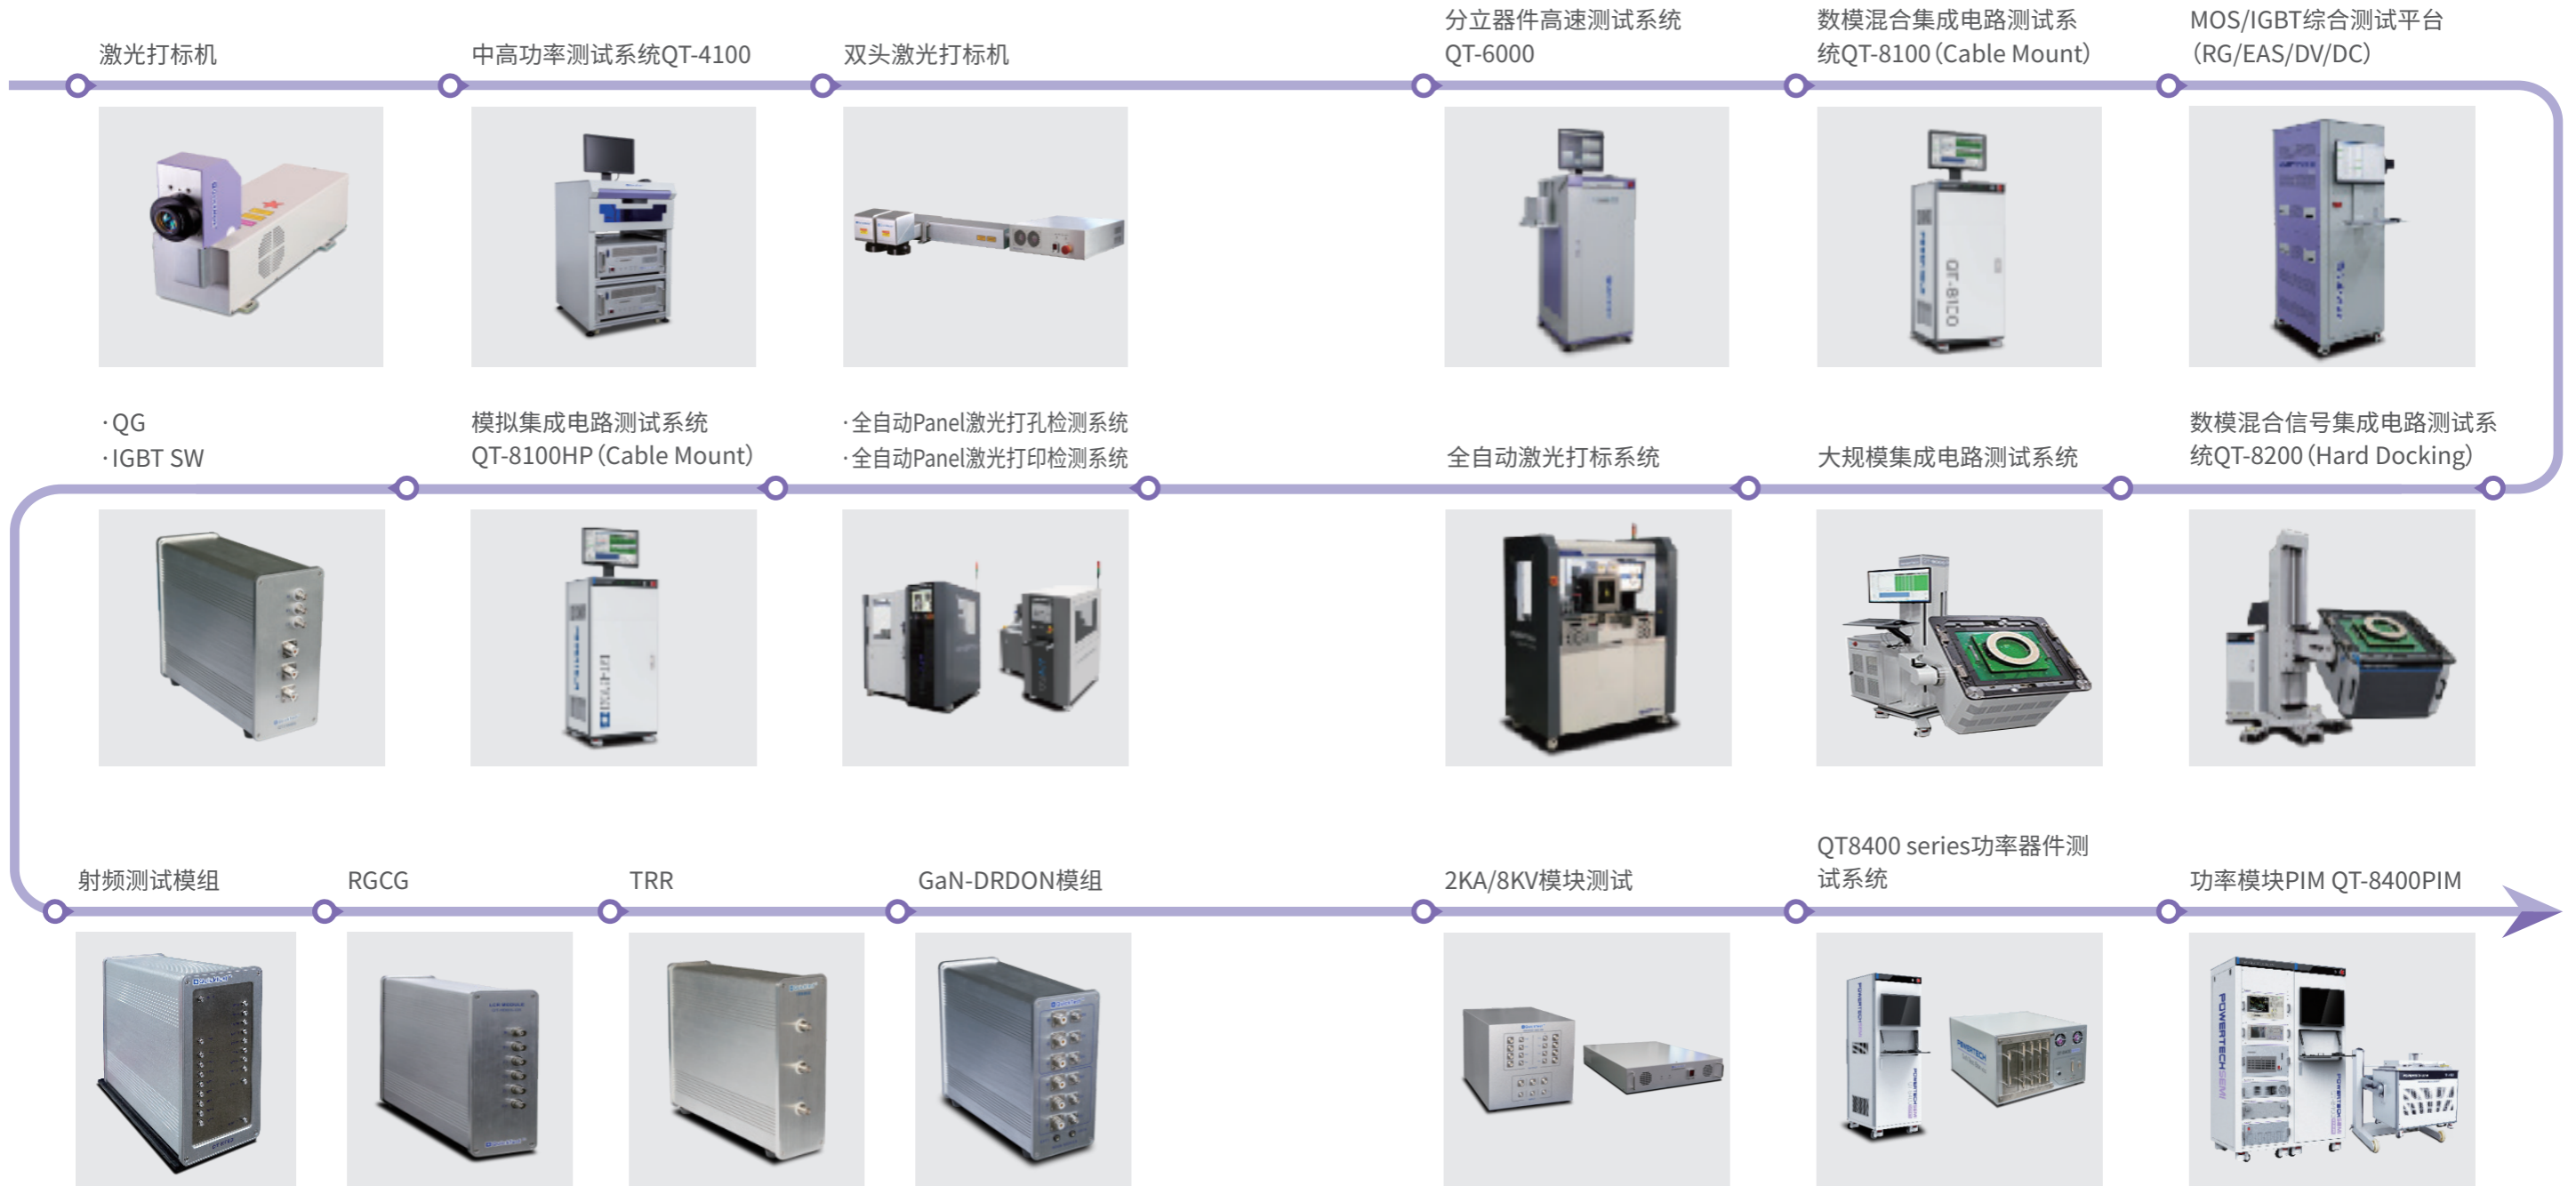 激光打标机
中高功率测试系统QT-4100
双头激光打标机
分立器件高速测试系统
QT-6000
数模混合集成电路测试系
统QT-8100（Cable Mount）
MOS/IGBT综合测试平台
（RG/EAS/DV/DC）
QT-8100
·QG
·IGBT SW
模拟集成电路测试系统
QT-8100HP（Cable Mount）
·全自动Panel激光打孔检测系统
·全自动Panel激光打印检测系统
全自动激光打标系统
大规模集成电路测试系统
数模混合信号集成电路测试系
统QT-8200（Hard Docking）
射频测试模组
RGCG
TRR
GaN-DRDON模组
2KA/8KV模块测试
QT8400 series功率器件测
试系统
功率模块PIM QT-8400PIM
LCR MODULE
POWERTECH
POWERTECHSEMI